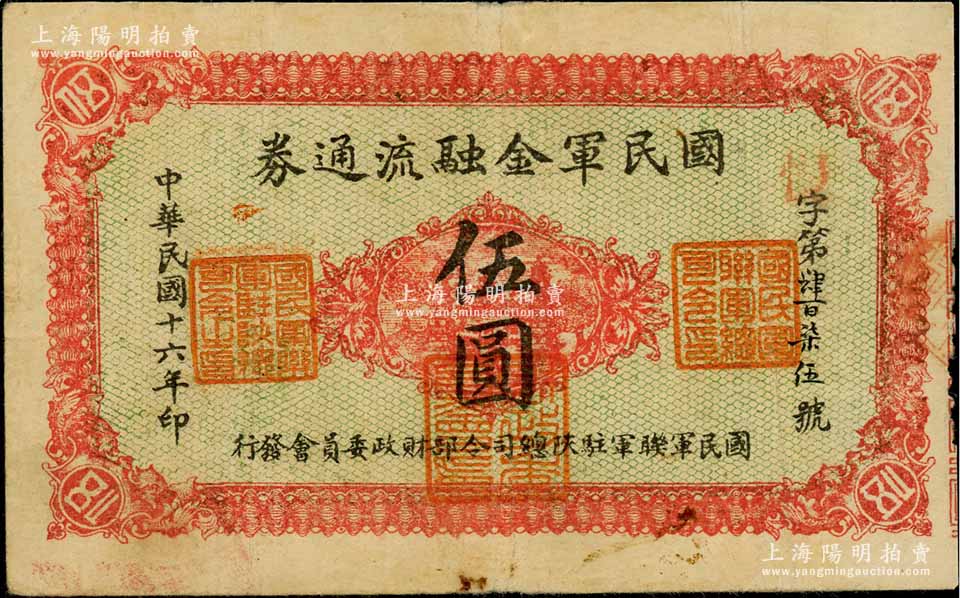 上海陽明拍賣
www.yangmingauction.com
國民軍金融流通券
字第肆百柒伍號
伍圓
上海陽明拍賣
www.yangmingauction.com
中華民國十六年印
國民軍聯軍駐陝總司令部財政委員會發行
上海陽明拍賣
www.yangmingauction.com